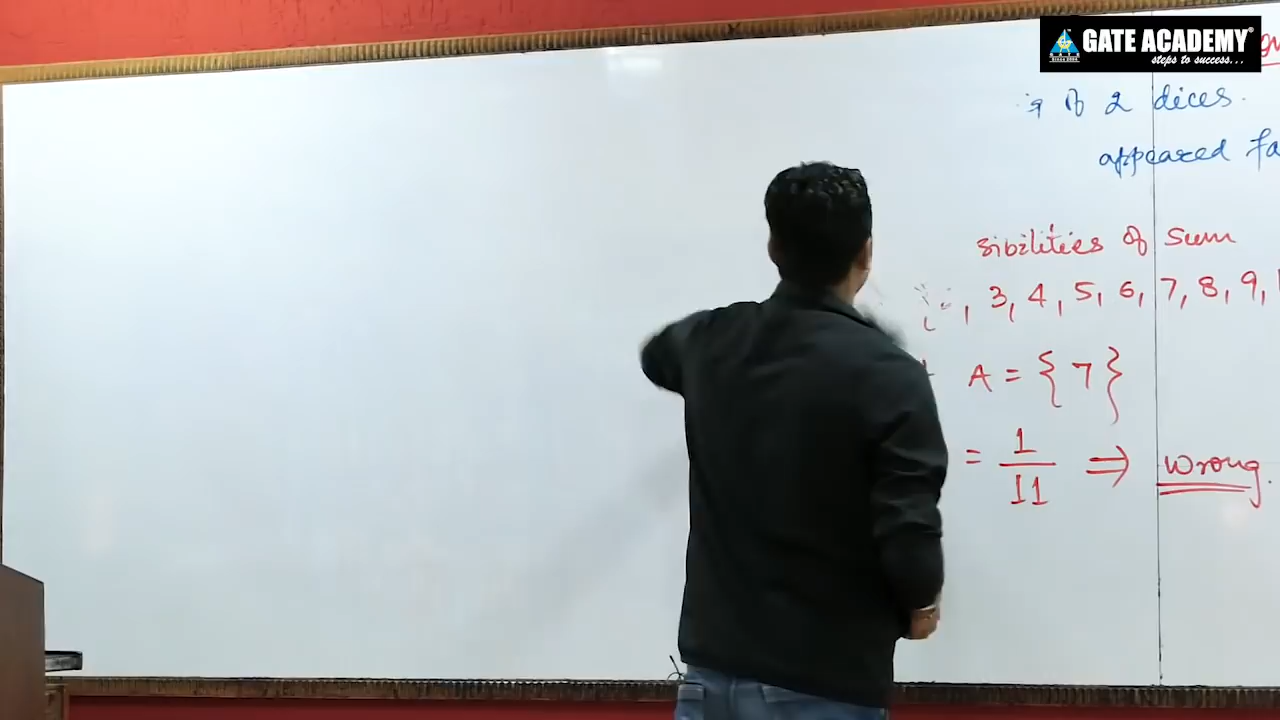 GATE ACADEMY®
steps to success...
of 2 dices.
appeared fa
sibilities of sum
, 3, 4, 5, 6, 7, 8, 9, 1
A = { 7 }
= 1/11 ⇒ Wrong.